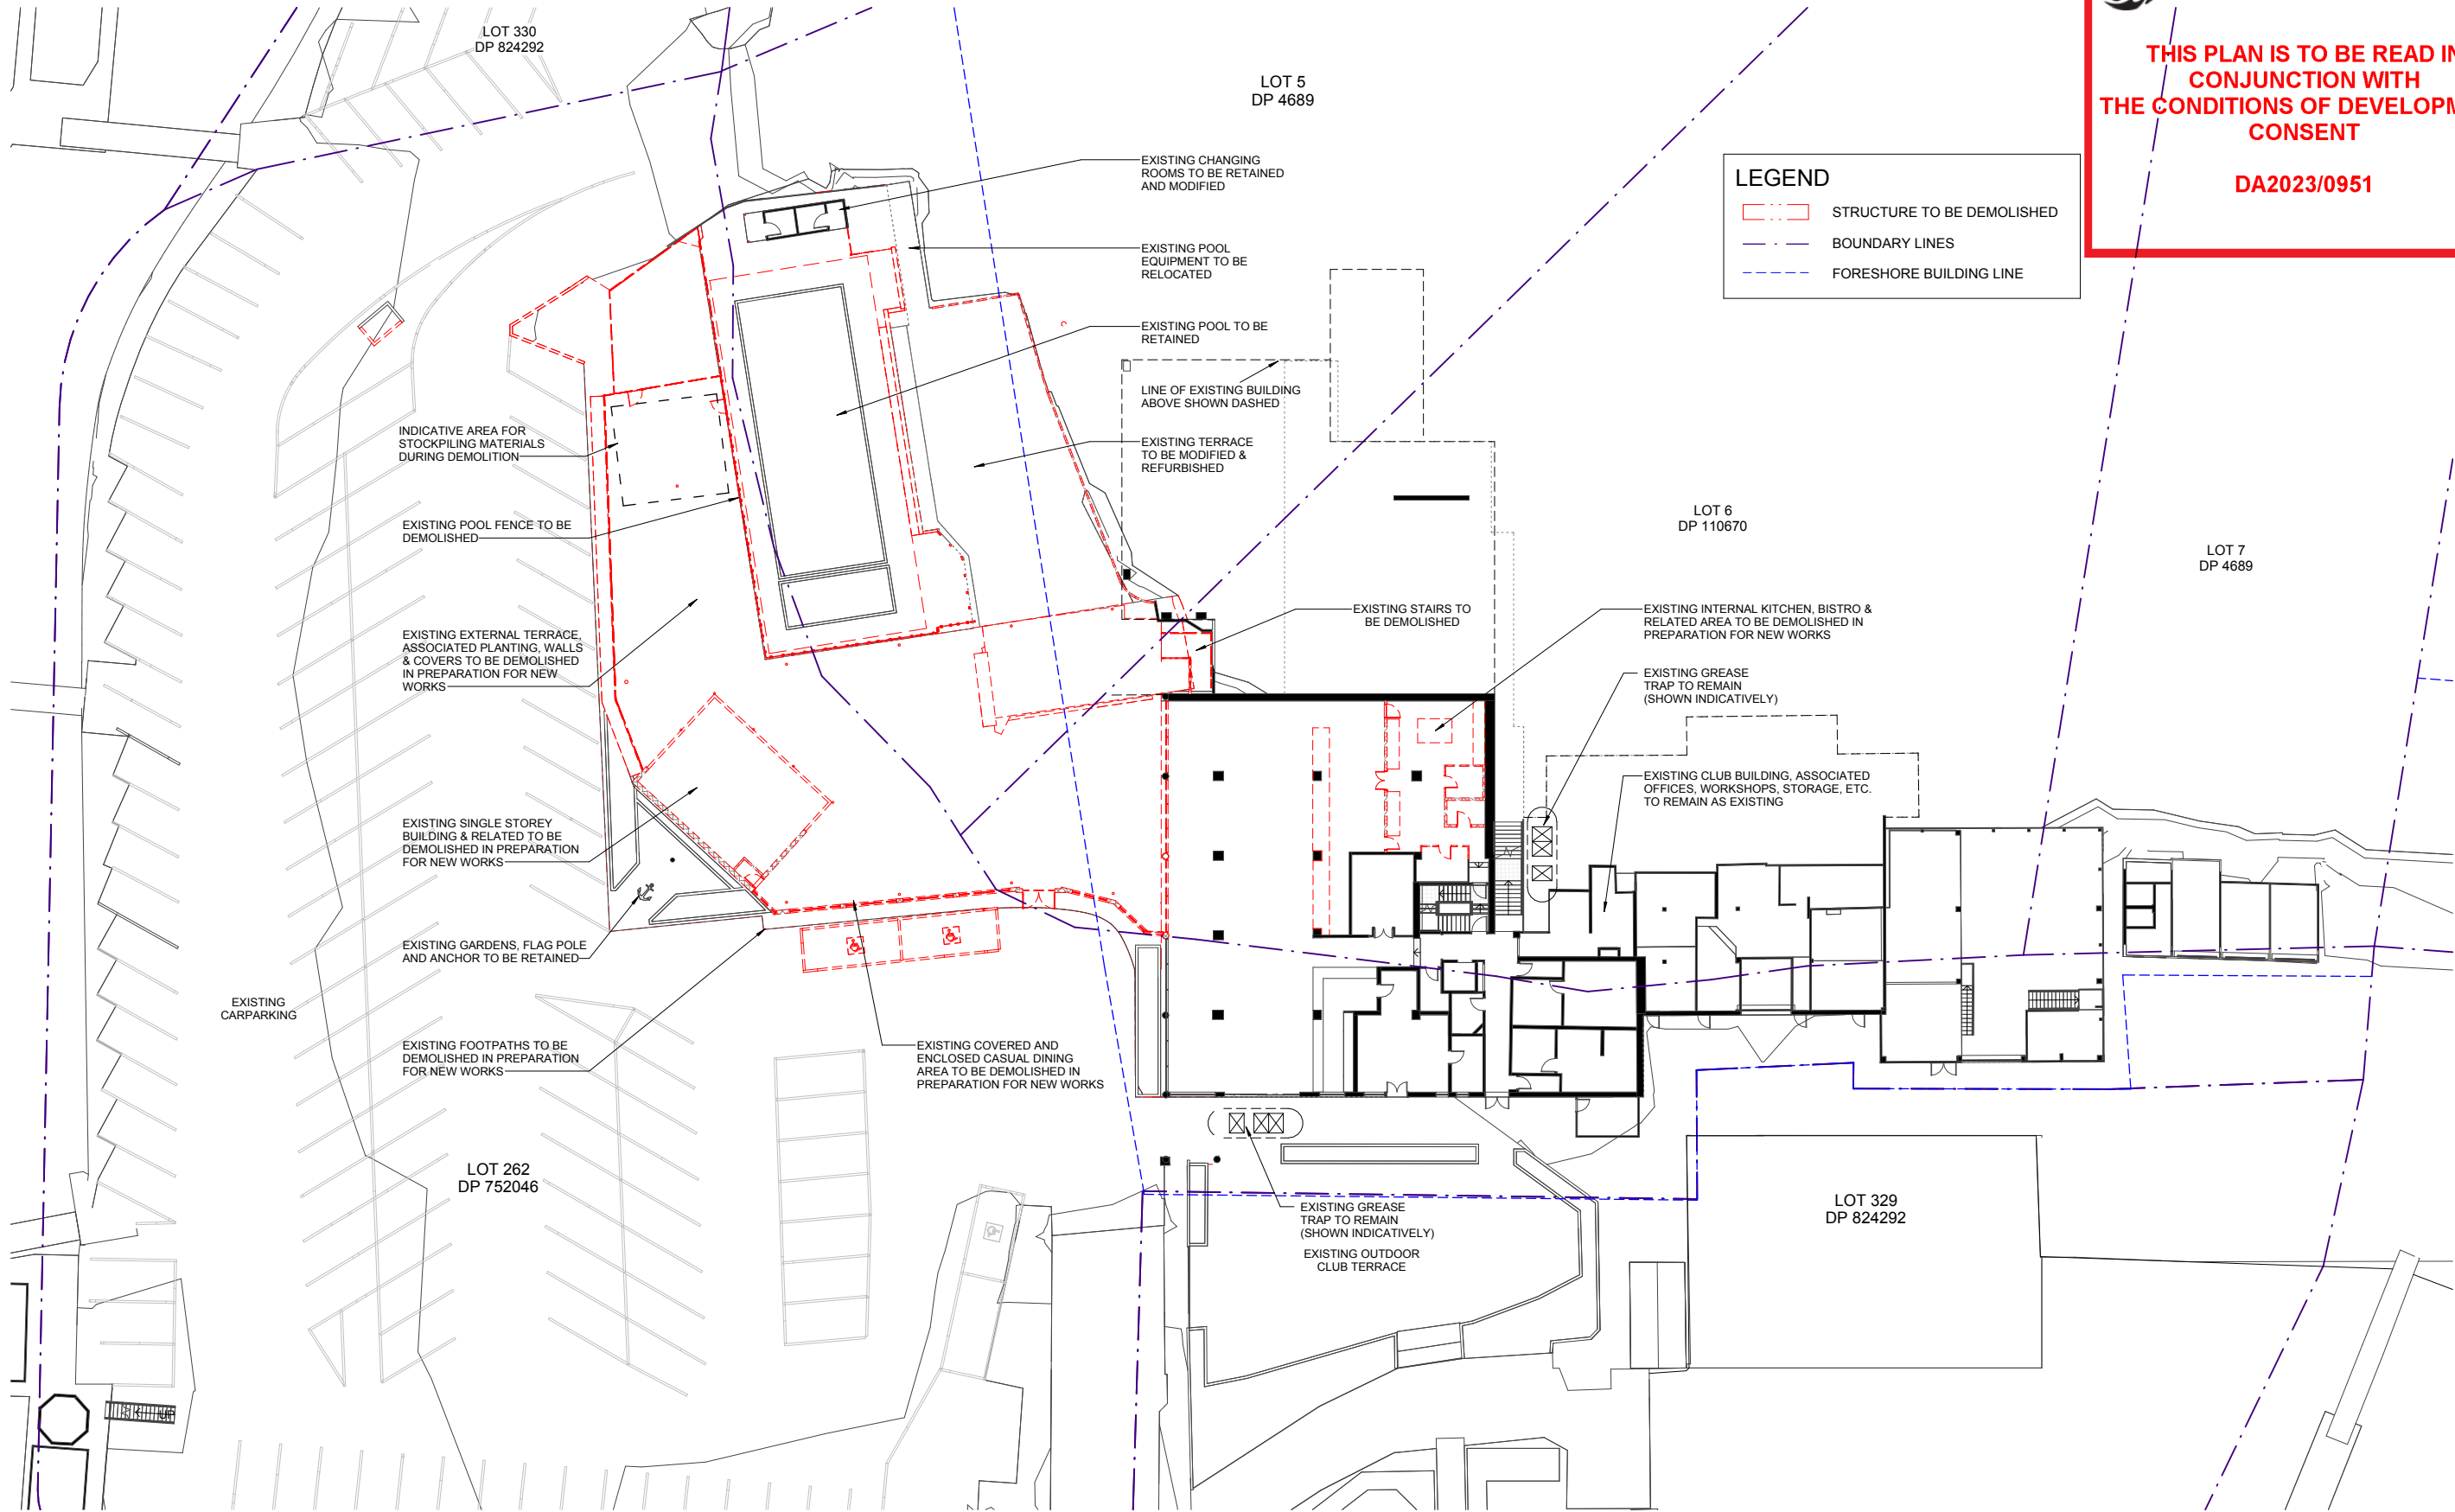 LOT 330
DP 824292
LOT 5
DP 4689
THIS PLAN IS TO BE READ IN
CONJUNCTION WITH
THE CONDITIONS OF
CONSENT
DA2023/0951
LEGEND
STRUCTURE TO BE DEMOLISHED
BOUNDARY LINES
FORESHORE BUILDING LINE
EXISTING CHANGING
ROOMS TO BE RETAINED
AND MODIFIED
EXISTING POOL
EQUIPMENT TO BE
RELOCATED
EXISTING POOL TO BE
RETAINED
LINE OF EXISTING BUILDING
ABOVE SHOWN DASHED
EXISTING TERRACE
TO BE MODIFIED &
REFURBISHED
INDICATIVE AREA FOR
STOCKPILING MATERIALS
DURING DEMOLITION
EXISTING POOL FENCE TO BE
DEMOLISHED
LOT 6
DP 110670
LOT 7
DP 4689
EXISTING EXTERNAL TERRACE,
ASSOCIATED PLANTING, WALLS
& COVERS TO BE DEMOLISHED
IN PREPARATION FOR NEW
WORKS
EXISTING STAIRS TO
BE DEMOLISHED
EXISTING INTERNAL KITCHEN, BISTRO &
RELATED AREA TO BE DEMOLISHED IN
PREPARATION FOR NEW WORKS
EXISTING GREASE
TRAP TO REMAIN
(SHOWN INDICATIVELY)
EXISTING CLUB BUILDING, ASSOCIATED
OFFICES, WORKSHOPS, STORAGE, ETC.
TO REMAIN AS EXISTING
EXISTING SINGLE STOREY
BUILDING & RELATED TO BE
DEMOLISHED IN PREPARATION
FOR NEW WORKS
EXISTING GARDENS, FLAG POLE
AND ANCHOR TO BE RETAINED
EXISTING
CARPARKING
EXISTING FOOTPATHS TO BE
DEMOLISHED IN PREPARATION
FOR NEW WORKS
EXISTING COVERED AND
ENCLOSED CASUAL DINING
AREA TO BE DEMOLISHED IN
PREPARATION FOR NEW WORKS
LOT 262
DP 752046
EXISTING GREASE
TRAP TO REMAIN
(SHOWN INDICATIVELY)
EXISTING OUTDOOR
CLUB TERRACE
LOT 329
DP 824292
UP